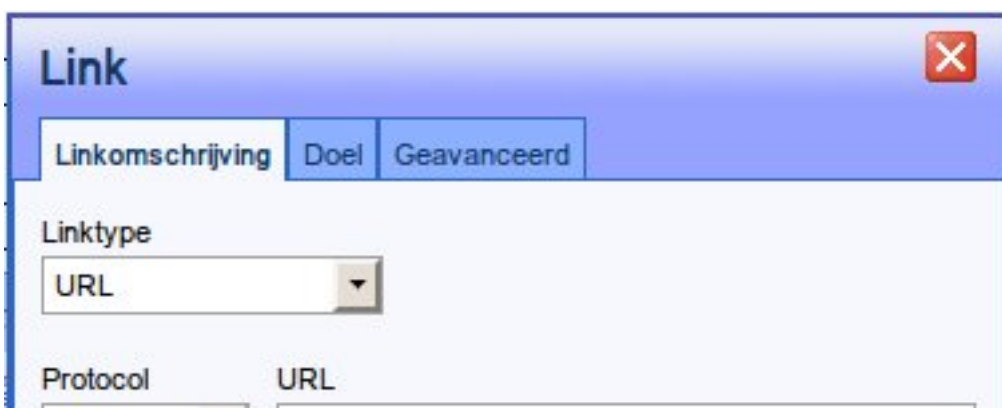 Link
Linkomschrijving Doel Geavanceerd
Linktype
URL
Protocol URL